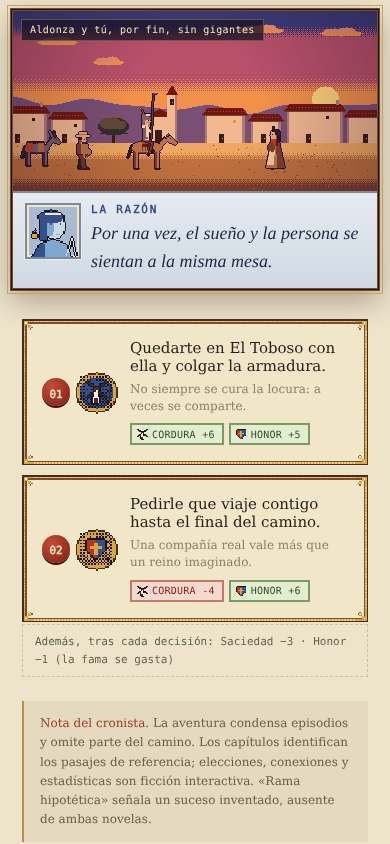 Aldonza y tú, por fin, sin gigantes
LA RAZÓN
Por una vez, el sueño y la persona se
sientan a la misma mesa.
01
Quedarte en El Toboso con
ella y colgar la armadura.
No siempre se cura la locura: a
veces se comparte.
CORDURA +6
HONOR +5
02
Pedirle que viaje contigo
hasta el final del camino.
Una compañía real vale más que
un reino imaginado.
CORDURA -4
HONOR +6
Además, tras cada decisión: Saciedad −3 · Honor
−1 (la fama se gasta)
Nota del cronista. La aventura condensa episodios
y omite parte del camino. Los capítulos identifican
los pasajes de referencia; elecciones, conexiones y
estadísticas son ficción interactiva. «Rama
hipotética» señala un suceso inventado, ausente
de ambas novelas.